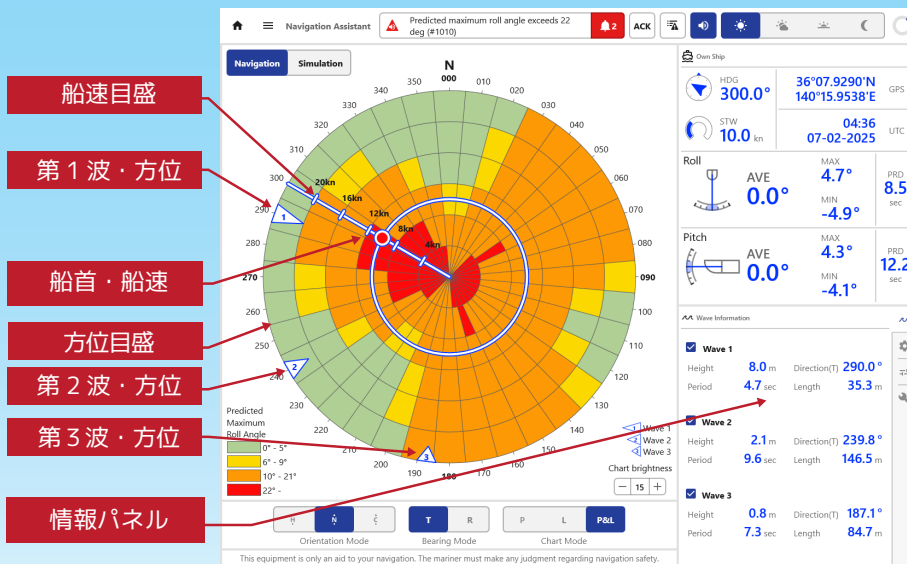 Navigation Assistant
Predicted maximum roll angle exceeds 22
deg (#1010)
2
ACK
Navigation
Simulation
船速目盛
第1波・方位
船首・船速
方位目盛
第2波・方位
第3波・方位
情報パネル
N
000
010
020
030
040
050
060
070
080
090
100
110
120
130
140
150
160
170
180
190
200
210
220
230
240
250
260
270
280
290
300
310
320
330
340
350
20kn
16kn
12kn
8kn
4kn
1
2
3
Predicted
Maximum
Roll Angle
0° - 5°
6° - 9°
10° - 21°
22° -
1 Wave 1
2 Wave 2
3 Wave 3
Chart brightness
− 15 +
H
N
C
Orientation Mode
T
R
Bearing Mode
P
L
P&L
Chart Mode
This equipment is only an aid to your navigation. The mariner must make any judgment regarding navigation safety.
Own Ship
HDG
300.0°
36°07.9290'N
140°15.9538'E
GPS
STW
10.0 kn
04:36
07-02-2025
UTC
Roll
AVE
0.0°
MAX
4.7°
MIN
-4.9°
PRD
8.5
sec
Pitch
AVE
0.0°
MAX
4.3°
MIN
-4.1°
PRD
12.2
sec
Wave Information
Wave 1
Height 8.0 m Direction(T) 290.0 °
Period 4.7 sec Length 35.3 m
Wave 2
Height 2.1 m Direction(T) 239.8 °
Period 9.6 sec Length 146.5 m
Wave 3
Height 0.8 m Direction(T) 187.1 °
Period 7.3 sec Length 84.7 m